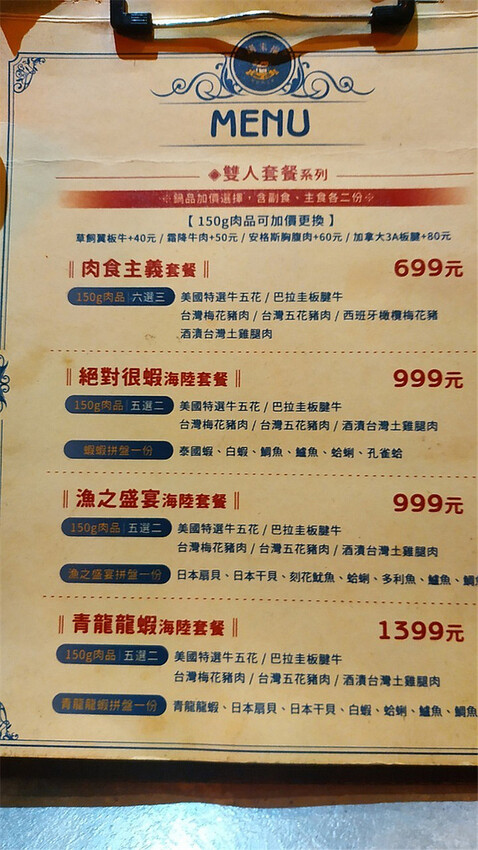 MENU
雙人套餐系列
※鍋品加價選擇，含副食、主食各二份※
【150g肉品可加價更換】
草飼翼板牛+40元 / 霜降牛肉+50元 / 安格斯胸腹肉+60元 / 加拿大3A板腱+80元
肉食主義套餐 699元
150g肉品 六選三 美國特選牛五花 / 巴拉圭板腱牛
台灣梅花豬肉 / 台灣五花豬肉 / 西班牙橄欖梅花豬
酒漬台灣土雞腿肉
絕對很蝦海陸套餐 999元
150g肉品 五選二 美國特選牛五花 / 巴拉圭板腱牛
台灣梅花豬肉 / 台灣五花豬肉 / 酒漬台灣土雞腿肉
蝦蝦拼盤一份 泰國蝦、白蝦、鯛魚、鱸魚、蛤蜊、孔雀蛤
漁之盛宴海陸套餐 999元
150g肉品 五選二 美國特選牛五花 / 巴拉圭板腱牛
台灣梅花豬肉 / 台灣五花豬肉 / 酒漬台灣土雞腿肉
漁之盛宴拼盤一份 日本扇貝、日本干貝、刻花魷魚、蛤蜊、多利魚、鱸魚、鯛
青龍龍蝦海陸套餐 1399元
150g肉品 五選二 美國特選牛五花 / 巴拉圭板腱牛
台灣梅花豬肉 / 台灣五花豬肉 / 酒漬台灣土雞腿肉
青龍龍蝦拼盤一份 青龍龍蝦、日本扇貝、日本干貝、白蝦、蛤蜊、鱸魚、鯛魚